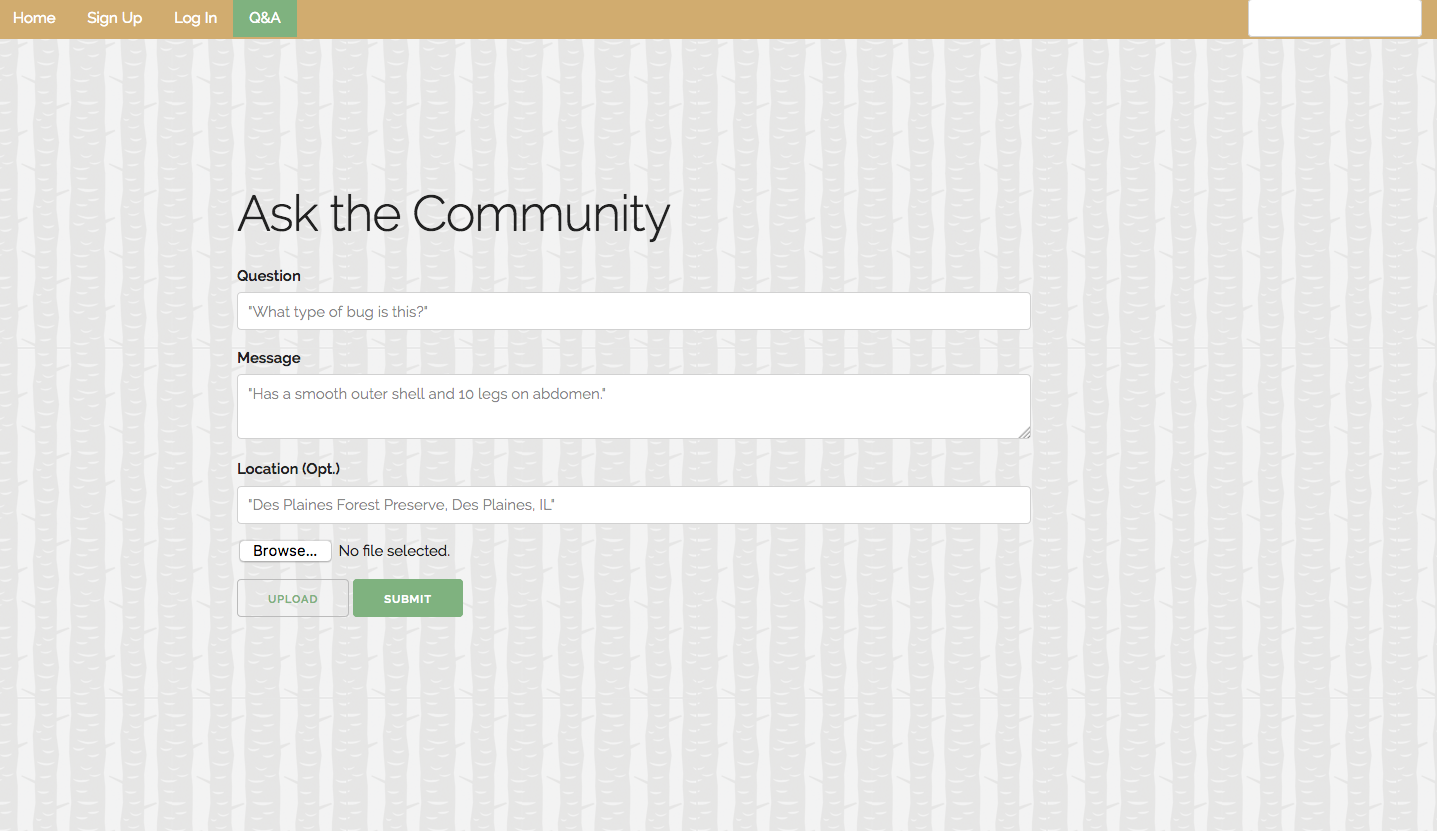 Home Sign Up Log In Q&A
Ask the Community
Question
"What type of bug is this?"
Message
"Has a smooth outer shell and 10 legs on abdomen."
Location (Opt.)
"Des Plaines Forest Preserve, Des Plaines, IL"
Browse... No file selected.
UPLOAD SUBMIT